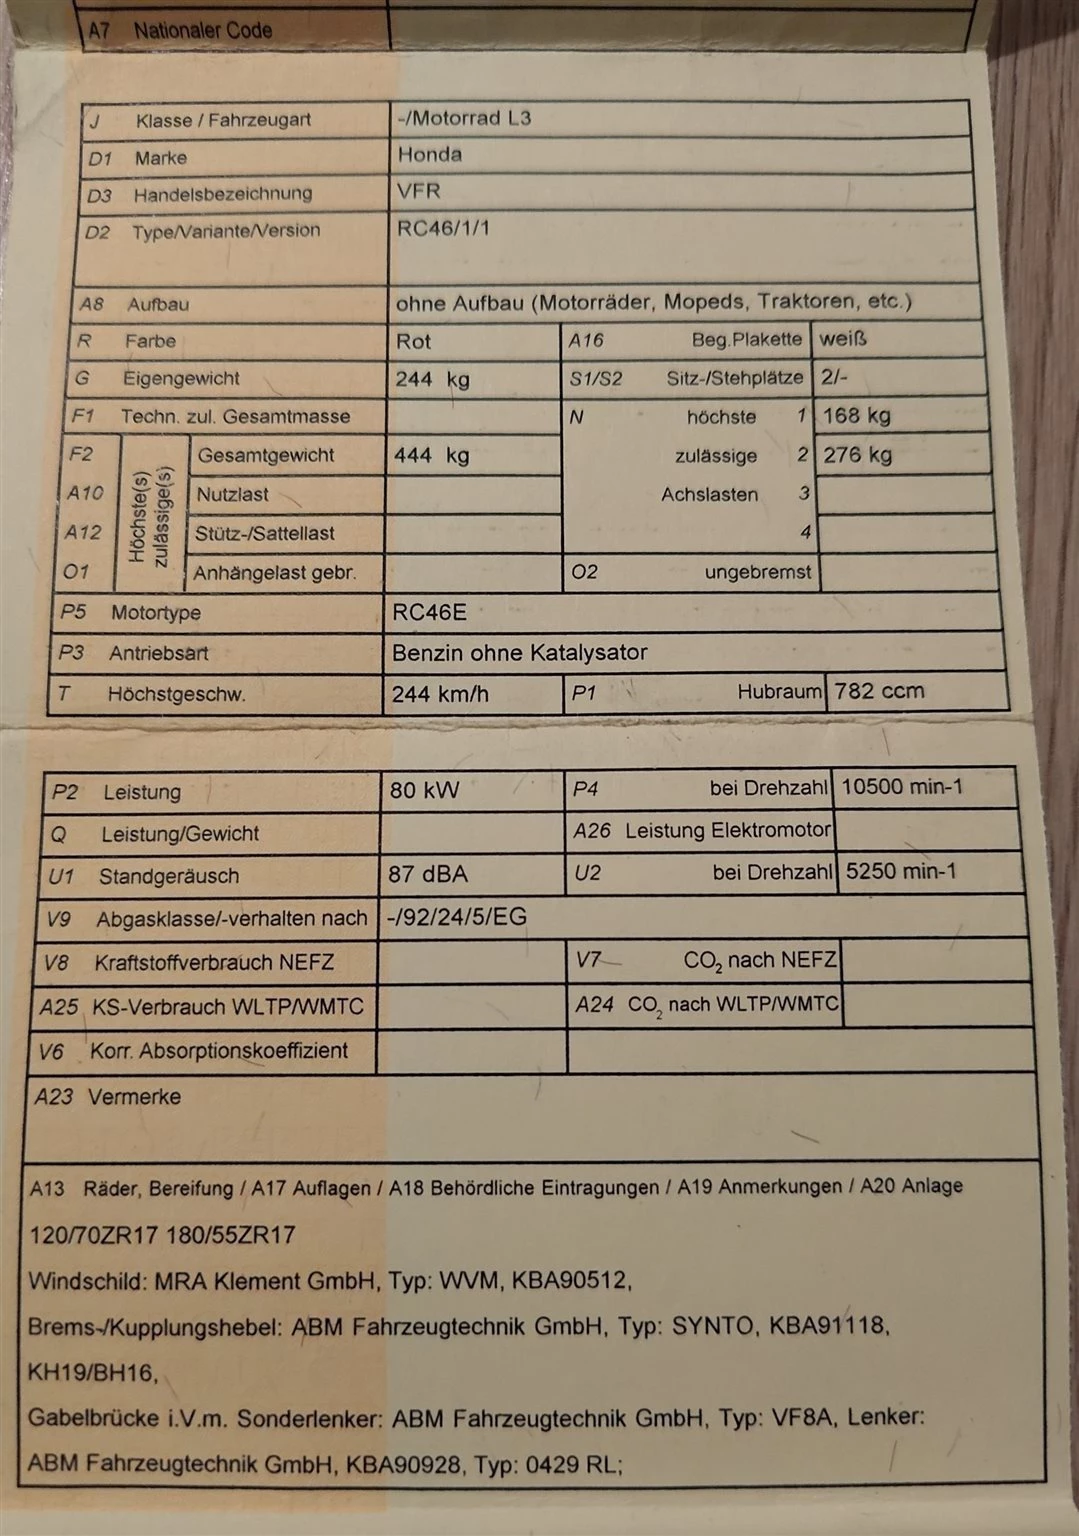 A7 Nationaler Code
J Klasse / Fahrzeugart -/Motorrad L3
D1 Marke Honda
D3 Handelsbezeichnung VFR
D2 Type/Variante/Version RC46/1/1
A8 Aufbau ohne Aufbau (Motorräder, Mopeds, Traktoren, etc.)
R Farbe Rot A16 Beg.Plakette weiß
G Eigengewicht 244 kg S1/S2 Sitz-/Stehplätze 2/-
F1 Techn. zul. Gesamtmasse N höchste 1 168 kg
F2 Höchste(s) zulässige(s) Gesamtgewicht 444 kg zulässige 2 276 kg
A10 Nutzlast Achslasten 3
A12 Stütz-/Sattellast 4
O1 Anhängelast gebr. O2 ungebremst
P5 Motortype RC46E
P3 Antriebsart Benzin ohne Katalysator
T Höchstgeschw. 244 km/h P1 Hubraum 782 ccm
P2 Leistung 80 kW P4 bei Drehzahl 10500 min-1
Q Leistung/Gewicht A26 Leistung Elektromotor
U1 Standgeräusch 87 dBA U2 bei Drehzahl 5250 min-1
V9 Abgasklasse/-verhalten nach -/92/24/5/EG
V8 Kraftstoffverbrauch NEFZ V7 CO2 nach NEFZ
A25 KS-Verbrauch WLTP/WMTC A24 CO2 nach WLTP/WMTC
V6 Korr. Absorptionskoeffizient
A23 Vermerke
A13 Räder, Bereifung / A17 Auflagen / A18 Behördliche Eintragungen / A19 Anmerkungen / A20 Anlage
120/70ZR17 180/55ZR17
Windschild: MRA Klement GmbH, Typ: WVM, KBA90512,
Brems-/Kupplungshebel: ABM Fahrzeugtechnik GmbH, Typ: SYNTO, KBA91118,
KH19/BH16,
Gabelbrücke i.V.m. Sonderlenker: ABM Fahrzeugtechnik GmbH, Typ: VF8A, Lenker:
ABM Fahrzeugtechnik GmbH, KBA90928, Typ: 0429 RL;